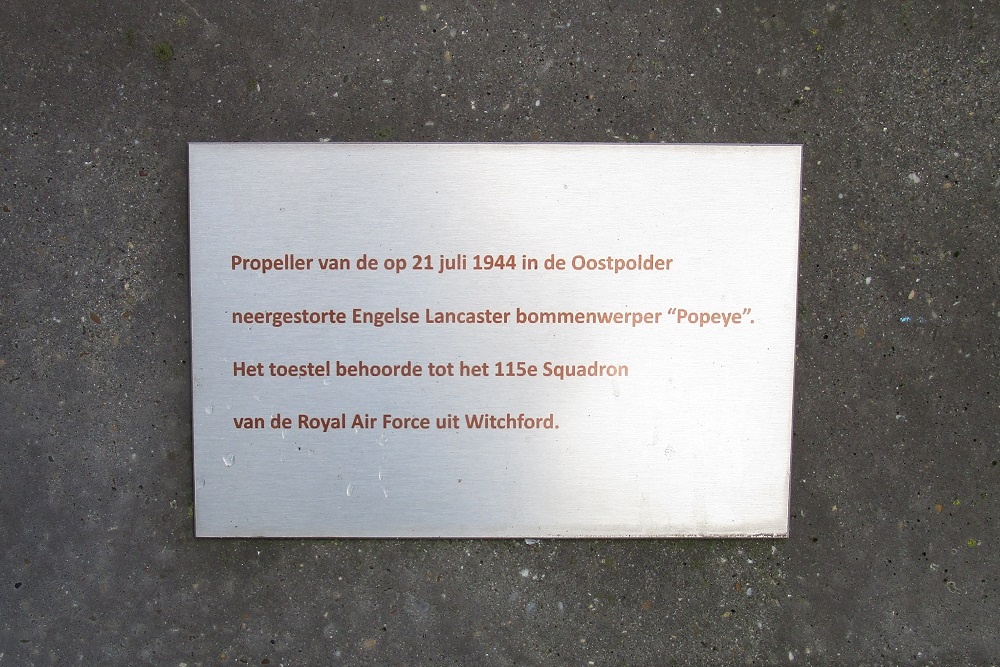 Propeller van de op 21 juli 1944 in de Oostpolder
neergestorte Engelse Lancaster bommenwerper “Popeye”.
Het toestel behoorde tot het 115e Squadron
van de Royal Air Force uit Witchford.